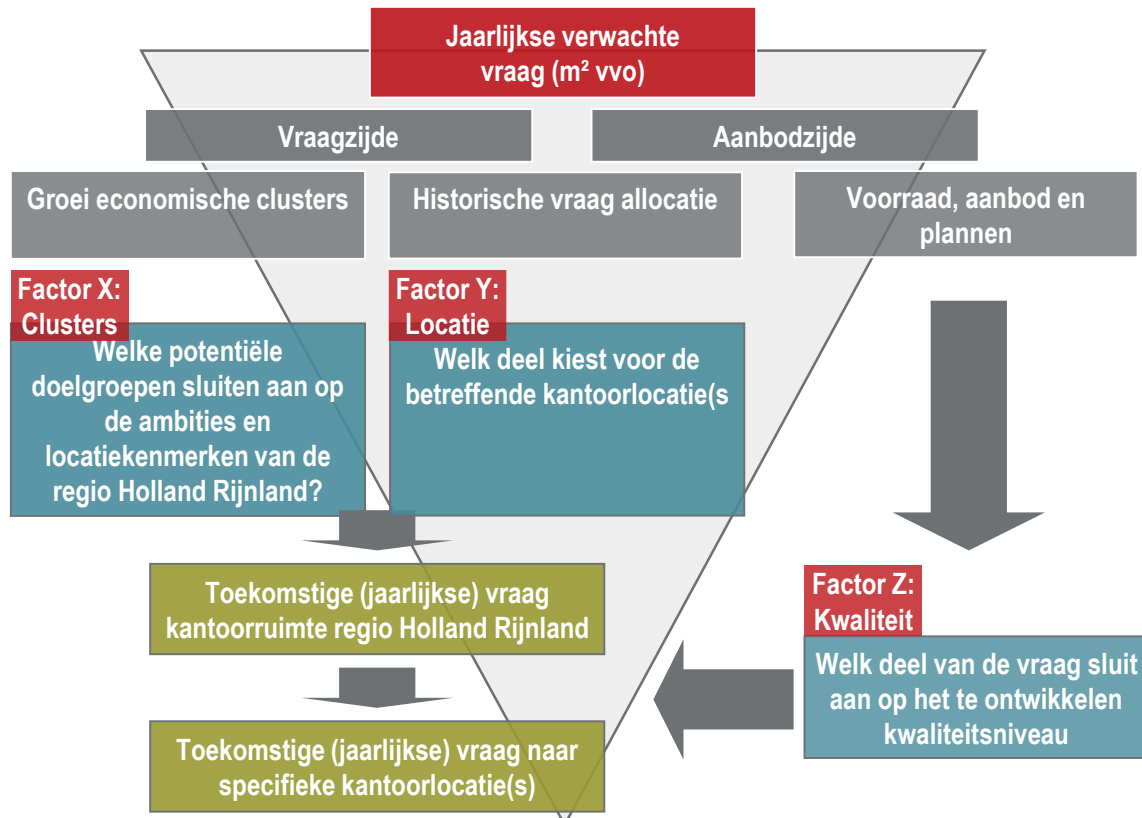 Jaarlijkse verwachte
vraag (m² vvo)
Vraagzijde
Aanbodzijde
Groei economische clusters
Historische vraag allocatie
Voorraad, aanbod en
plannen
Factor X:
Clusters
Welke potentiële
doelgroepen sluiten aan op
de ambities en
locatiekenmerken van de
regio Holland Rijnland?
Factor Y:
Locatie
Welk deel kiest voor de
betreffende kantoorlocatie(s
Toekomstige (jaarlijkse) vraag
kantoorruimte regio Holland Rijnland
Factor Z:
Kwaliteit
Welk deel van de vraag sluit
aan op het te ontwikkelen
kwaliteitsniveau
Toekomstige (jaarlijkse) vraag naar
specifieke kantoorlocatie(s)